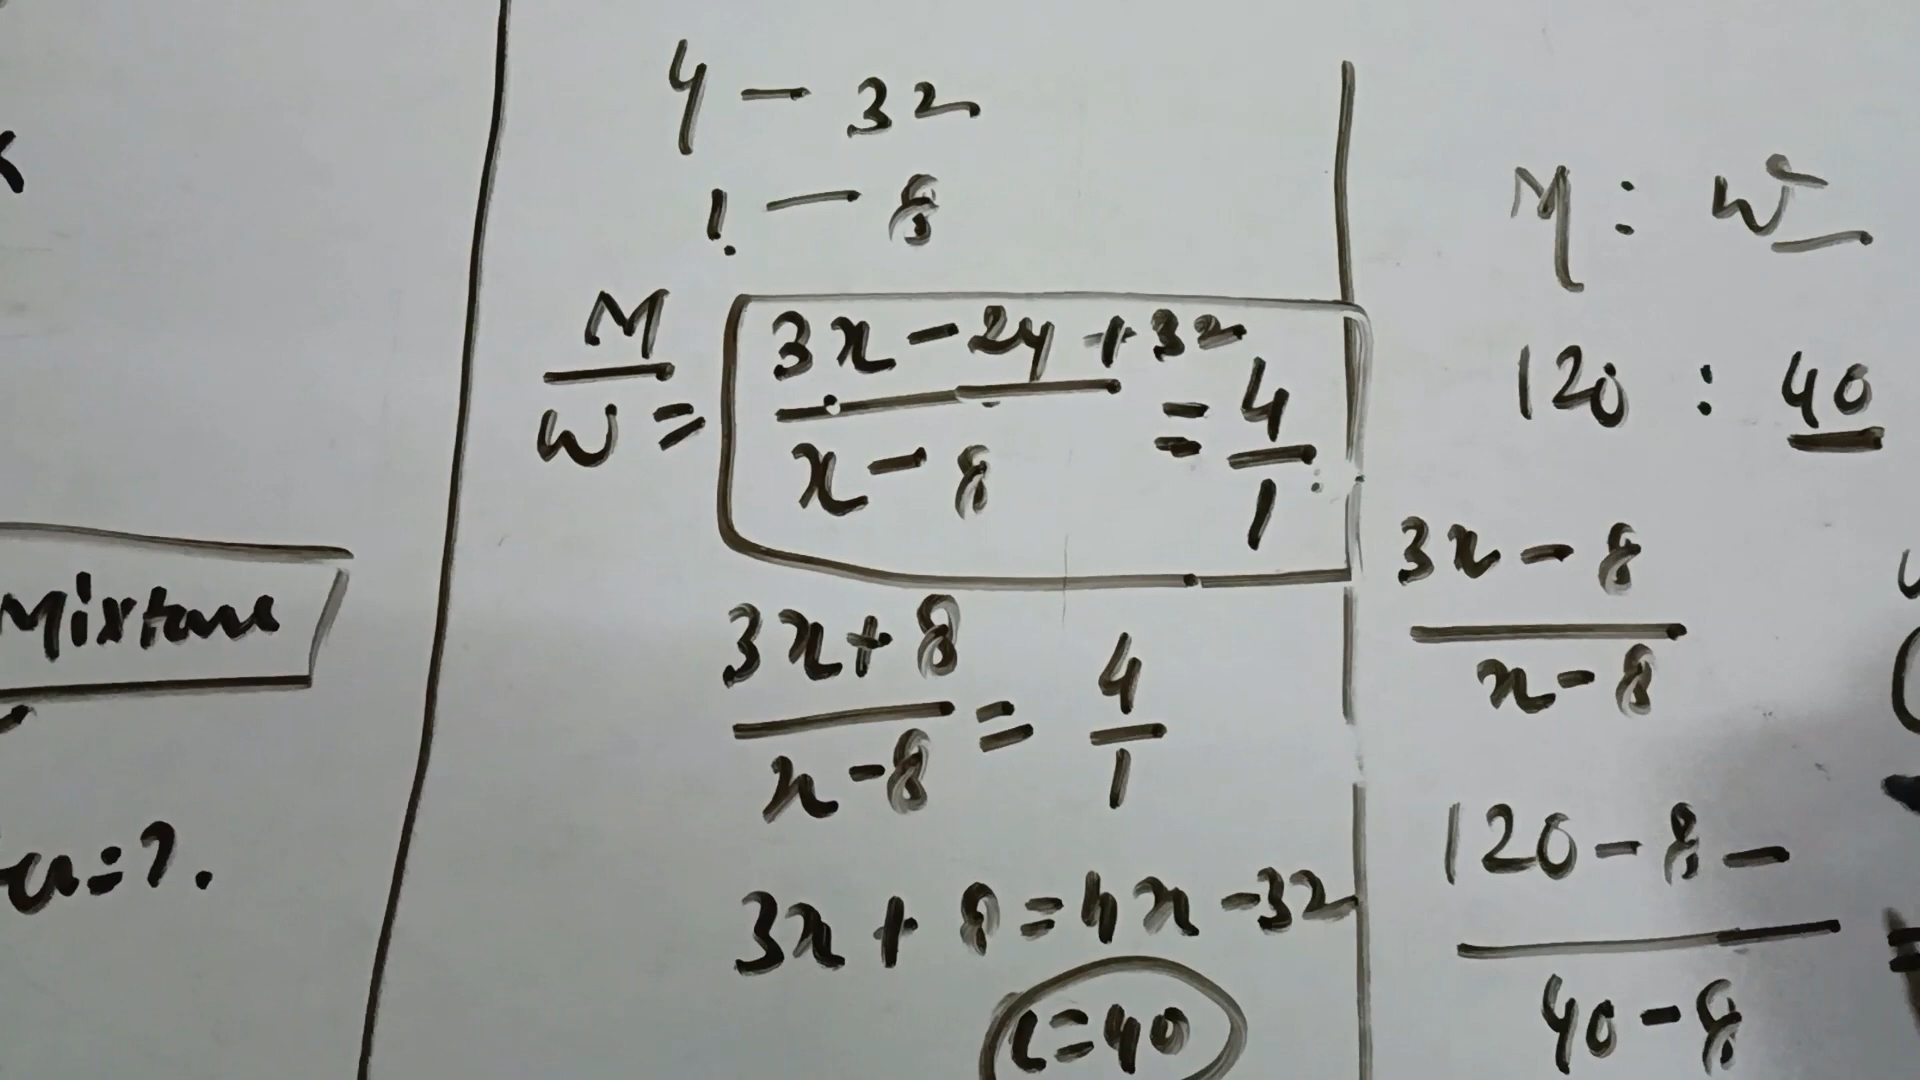 4 - 32
1 - 8
M/W = (3x - 24 + 32)/(x - 8) = 4/1
(3x + 8)/(x - 8) = 4/1
3x + 8 = 4x - 32
x = 40
M : W
120 : 40
(3x - 8)/(x - 8)
120 - 8 -
40 - 8
=
Mixture
= ?.